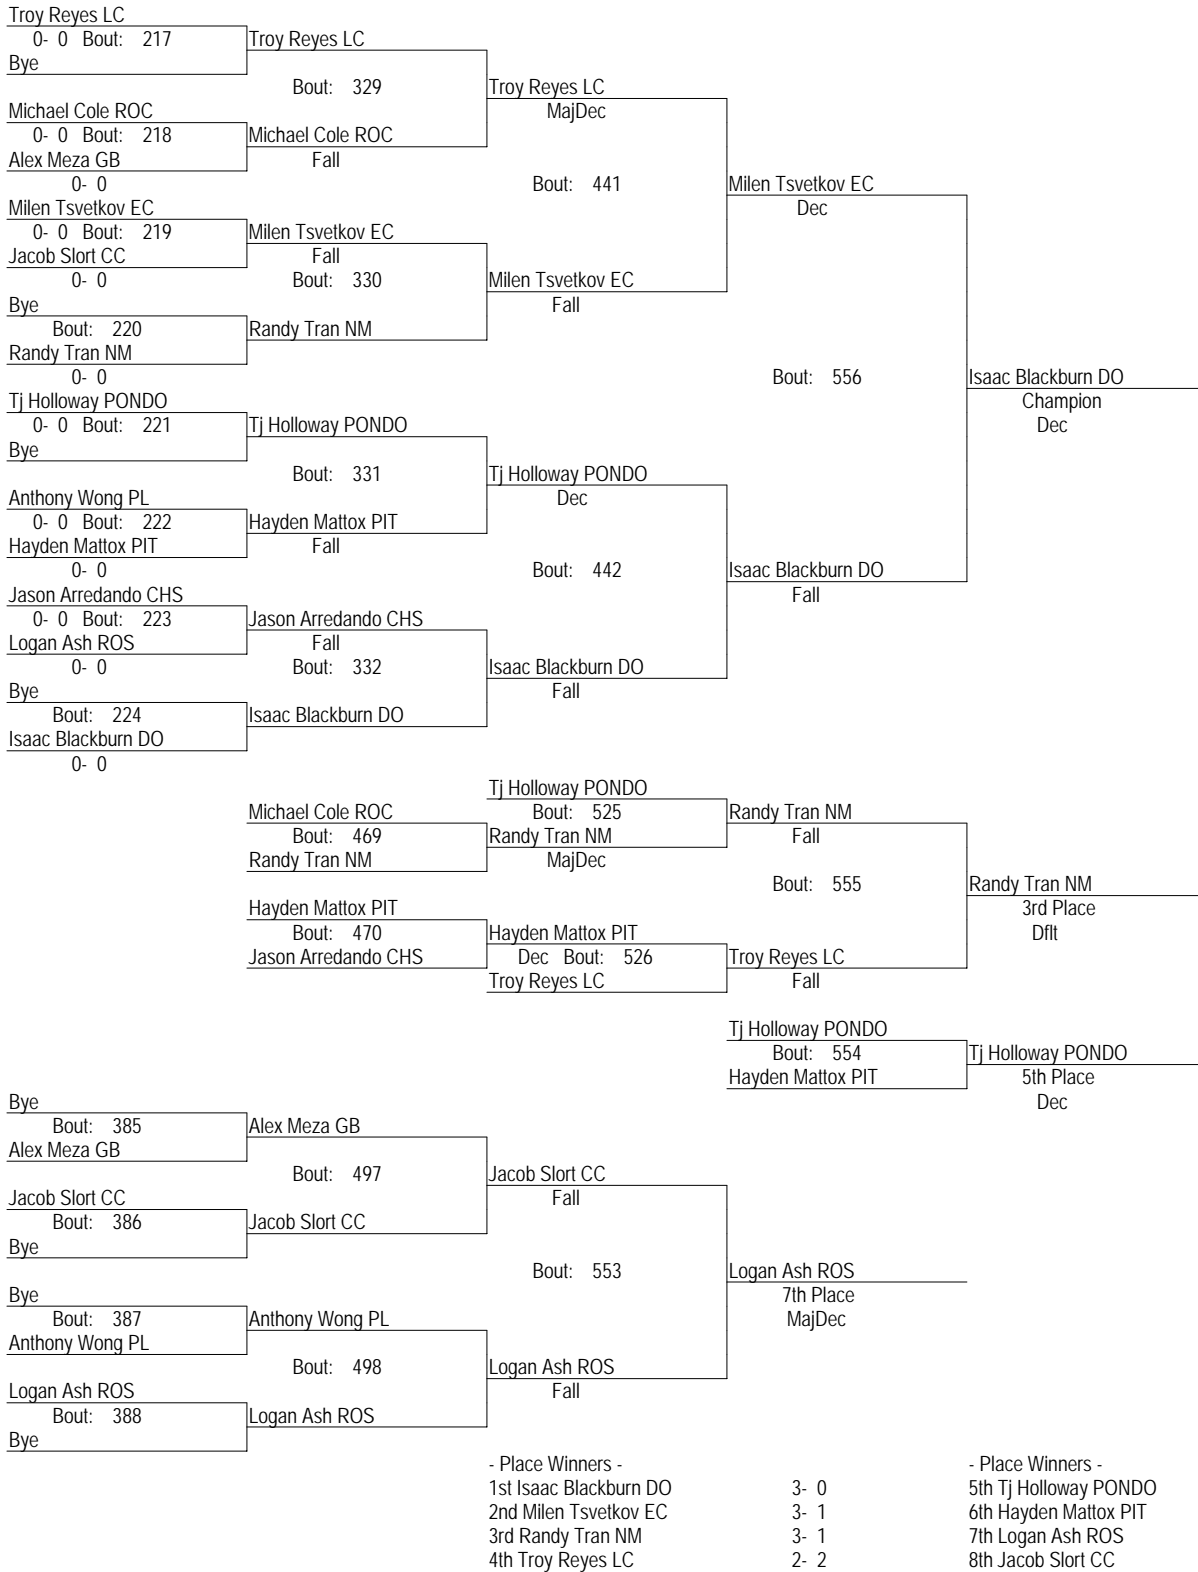 Troy Reyes LC
0- 0 Bout: 217
Troy Reyes LC
Bye
Bout: 329
Troy Reyes LC
MajDec
Michael Cole ROC
0- 0 Bout: 218
Michael Cole ROC
Alex Meza GB
Fall
0- 0
Bout: 441
Milen Tsvetkov EC
Dec
Milen Tsvetkov EC
0- 0 Bout: 219
Milen Tsvetkov EC
Jacob Slort CC
Fall
0- 0
Bout: 330
Milen Tsvetkov EC
Fall
Bye
Bout: 220
Randy Tran NM
Randy Tran NM
0- 0
Bout: 556
Isaac Blackburn DO
Champion
Dec
Tj Holloway PONDO
0- 0 Bout: 221
Tj Holloway PONDO
Bye
Bout: 331
Tj Holloway PONDO
Dec
Anthony Wong PL
0- 0 Bout: 222
Hayden Mattox PIT
Hayden Mattox PIT
Fall
0- 0
Bout: 442
Isaac Blackburn DO
Fall
Jason Arredando CHS
0- 0 Bout: 223
Jason Arredando CHS
Logan Ash ROS
Fall
0- 0
Bout: 332
Isaac Blackburn DO
Fall
Bye
Bout: 224
Isaac Blackburn DO
Isaac Blackburn DO
0- 0
Tj Holloway PONDO
Michael Cole ROC
Bout: 525
Randy Tran NM
Bout: 469
Randy Tran NM
Fall
Randy Tran NM
MajDec
Bout: 555
Randy Tran NM
3rd Place
Dflt
Hayden Mattox PIT
Bout: 470
Hayden Mattox PIT
Jason Arredando CHS
Dec Bout: 526
Troy Reyes LC
Troy Reyes LC
Fall
Tj Holloway PONDO
Bout: 554
Tj Holloway PONDO
Hayden Mattox PIT
5th Place
Dec
Bye
Bout: 385
Alex Meza GB
Alex Meza GB
Bout: 497
Jacob Slort CC
Fall
Jacob Slort CC
Bout: 386
Jacob Slort CC
Bye
Bout: 553
Logan Ash ROS
7th Place
MajDec
Bye
Bout: 387
Anthony Wong PL
Anthony Wong PL
Bout: 498
Logan Ash ROS
Fall
Logan Ash ROS
Bout: 388
Logan Ash ROS
Bye
- Place Winners -
1st Isaac Blackburn DO 3- 0
2nd Milen Tsvetkov EC 3- 1
3rd Randy Tran NM 3- 1
4th Troy Reyes LC 2- 2
- Place Winners -
5th Tj Holloway PONDO
6th Hayden Mattox PIT
7th Logan Ash ROS
8th Jacob Slort CC